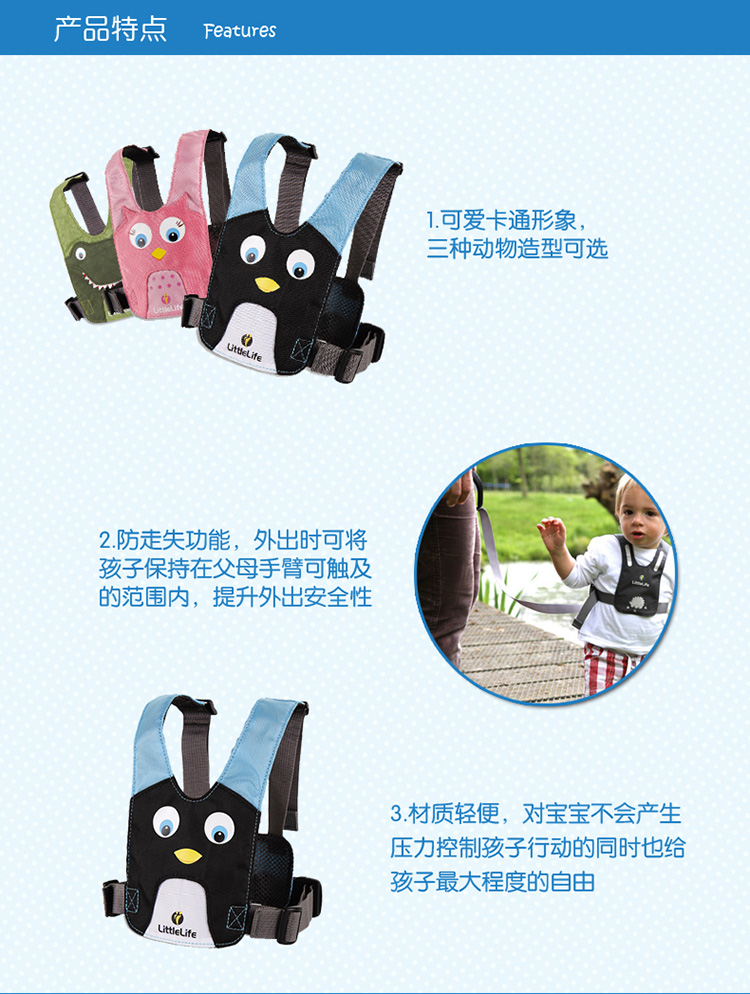 产品特点 Features
1.可爱卡通形象，
三种动物造型可选
LittleLife
LittleLife
2.防走失功能，外出时可将
孩子保持在父母手臂可触及
的范围内，提升外出安全性
LittleLife
3.材质轻便，对宝宝不会产生
压力控制孩子行动的同时也给
孩子最大程度的自由
LittleLife